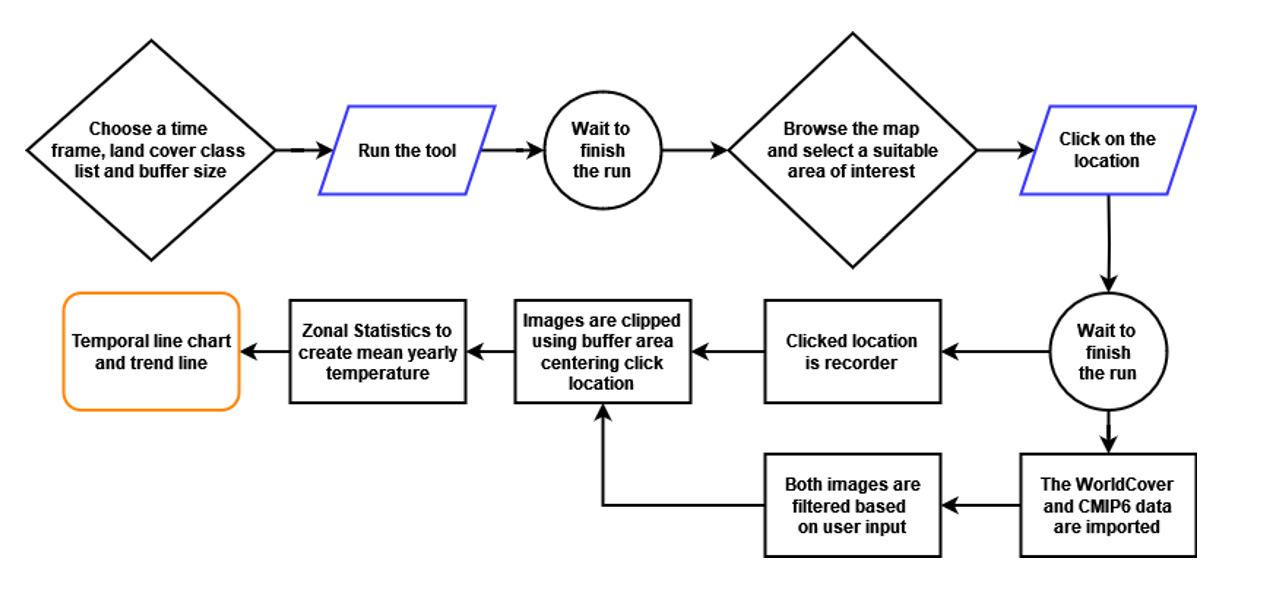 Choose a time
frame, land cover class
list and buffer size
Run the tool
Wait to
finish
the run
Browse the map
and select a suitable
area of interest
Click on the
location
Wait to
finish
the run
Clicked location
is recorder
Images are clipped
using buffer area
centering click
location
Zonal Statistics to
create mean yearly
temperature
Temporal line chart
and trend line
The WorldCover
and CMIP6 data
are imported
Both images are
filtered based
on user input